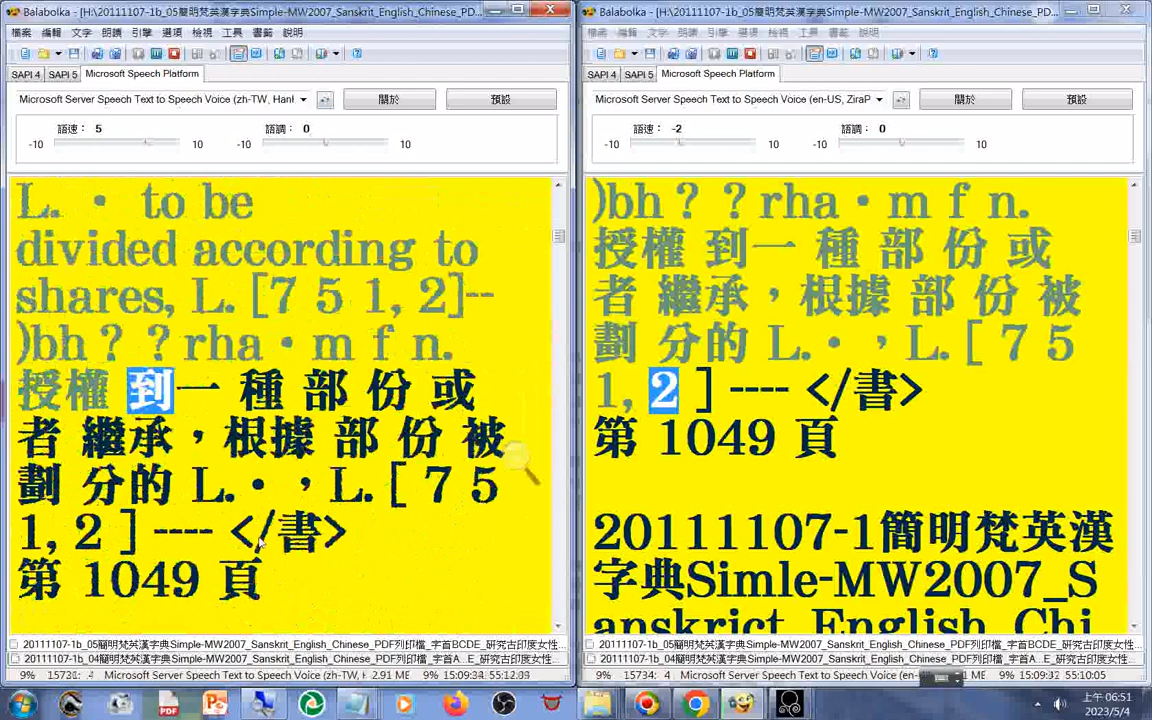 Balabolka - [H:\20111107-1b_05簡明梵英漢字典Simple-MW2007_Sanskrit_English_Chinese_PD...
檔案 編輯 文字 朗讀 引擎 選項 檢視 工具 書籤 說明
SAPI 4 SAPI 5 Microsoft Speech Platform
Microsoft Server Speech Text to Speech Voice (zh-TW, HanI
關於 預設
語速： 5 語調： 0
-10 10 -10 10
L. • to be
divided according to
shares, L. [7 5 1, 2]--
)bh ? ? rha • m f n.
授權 到一 種 部 份 或
者 繼承，根據 部 份 被
劃 分的 L.•，L. [ 7 5
1, 2 ] ---- </書>
第 1049 頁
20111107-1b_05簡明梵英漢字典Simple-MW2007_Sanskrit_English_Chinese_PDF列印檔_字首BCDE_研究古印度女性...
20111107-1b_04簡明梵英漢字典Simple-MW2007_Sanskrit_English_Chinese_PDF列印檔_字首A...E_研究古印度女性...
9% 15731: 4 Microsoft Server Speech Text to Speech Voice (zh-TW, 2.91 ME 9% 15:09:34
Balabolka - [H:\20111107-1b_05簡明梵英漢字典Simple-MW2007_Sanskrit_English_Chinese_PD...
檔案 編輯 文字 朗讀 引擎 選項 檢視 工具 書籤 說明
SAPI 4 SAPI 5 Microsoft Speech Platform
Microsoft Server Speech Text to Speech Voice (en-US, ZiraP
關於 預設
語速： -2 語調： 0
-10 10 -10 10
)bh ? ? rha • m f n.
授權 到一 種 部 份 或
者 繼承，根據 部 份 被
劃 分的 L.•，L. [ 7 5
1, 2 ] ---- </書>
第 1049 頁
20111107-1簡明梵英漢
字典Simle-MW2007_S
anskrict_English_Chi
20111107-1b_05簡明梵英漢字典Simple-MW2007_Sanskrit_English_Chinese_PDF列印檔_字首BCDE_研究古印度女性...
20111107-1b_04簡明梵英漢字典Simple-MW2007_Sanskrit_English_Chinese_PDF列印檔_字首A...E_研究古印度女性...
9% 15734: 4 Microsoft Server Speech Text to Speech Voice (en-US, ME 9% 15:09:32 55:10:05
PDF
上午 06:51
2023/5/4